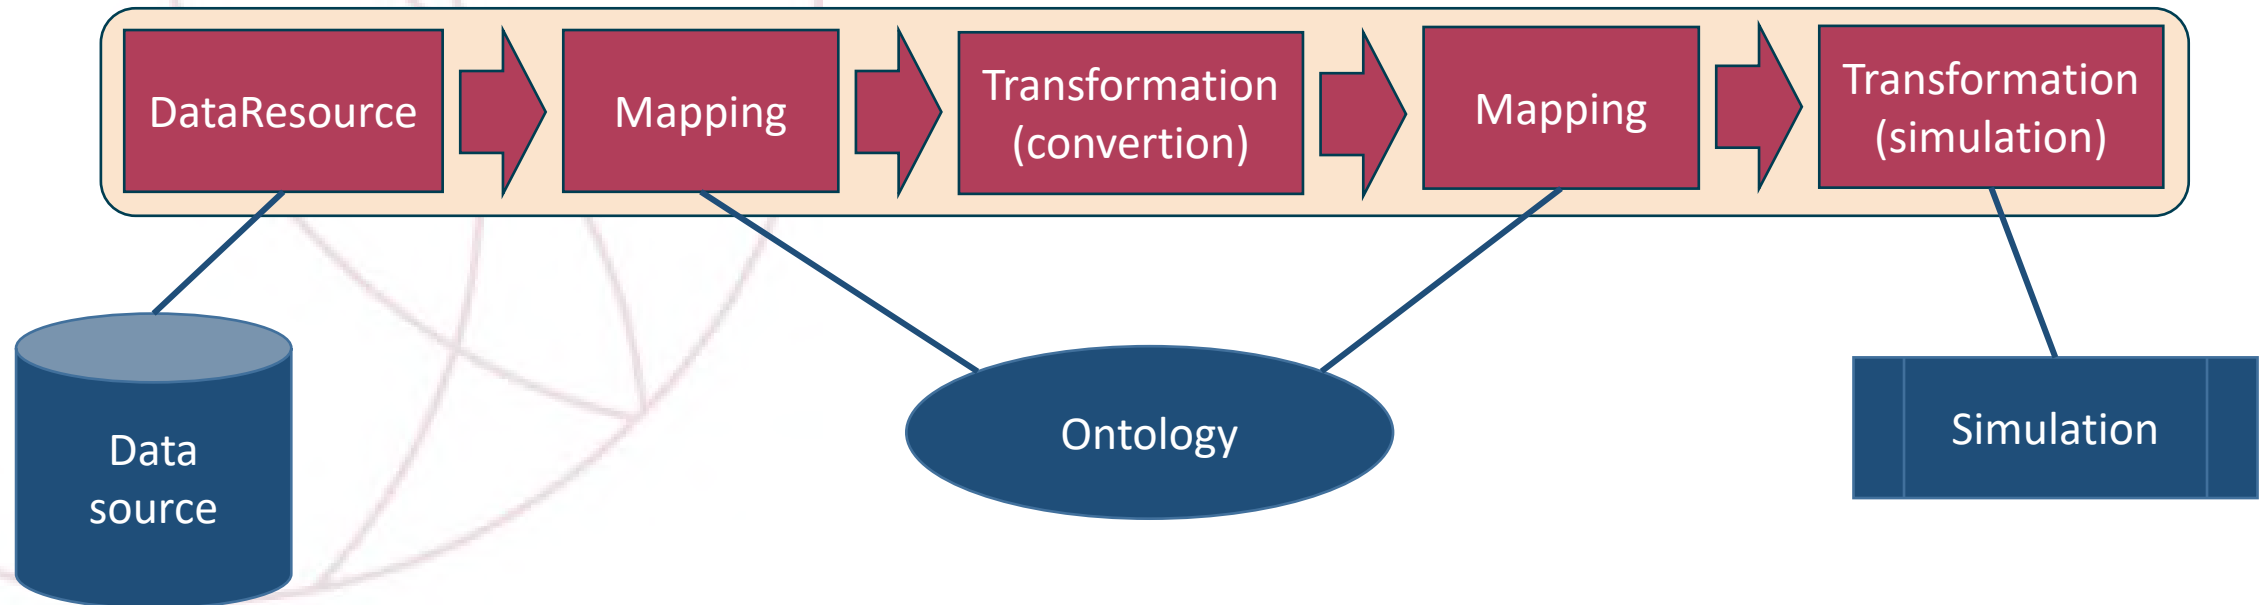 DataResource
Mapping
Transformation
(convertion)
Mapping
Transformation
(simulation)
Data
source
Ontology
Simulation